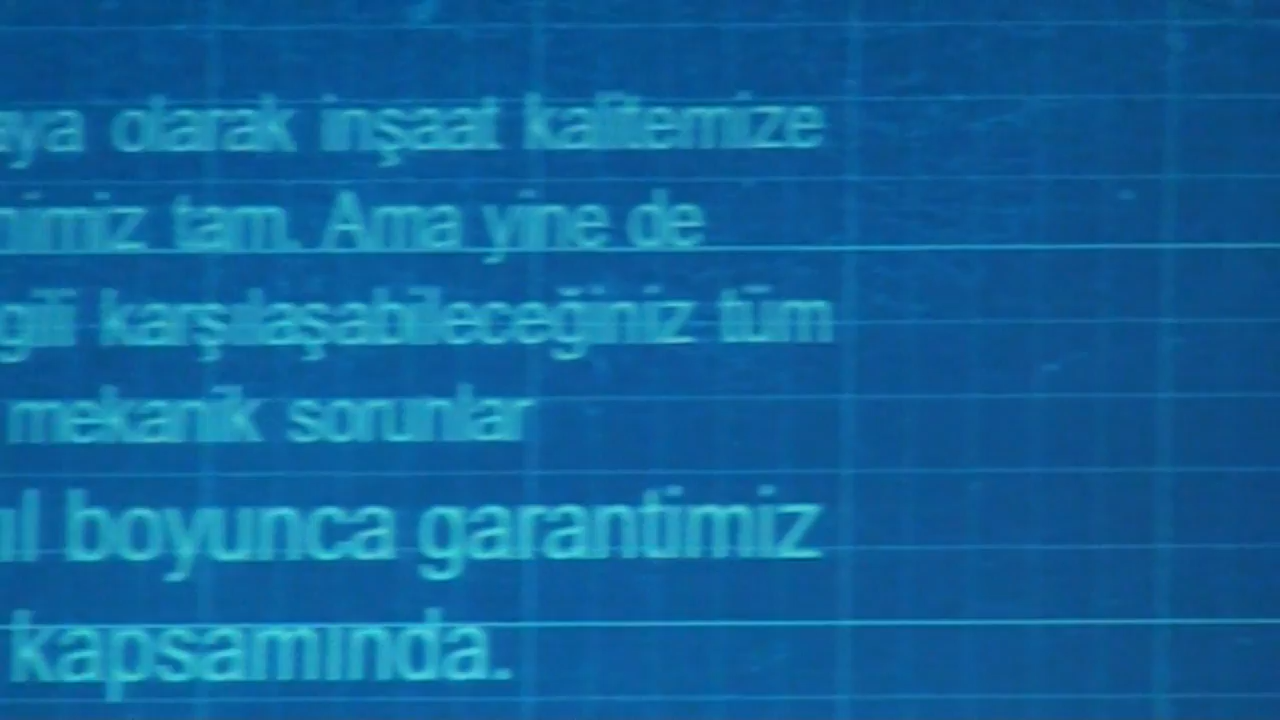 olarak inşaat kalitemize
tam. Ama yine de
karşılaşabileceğiniz tüm
mekanik sorunlar
boyunca garantimiz
kapsamında.